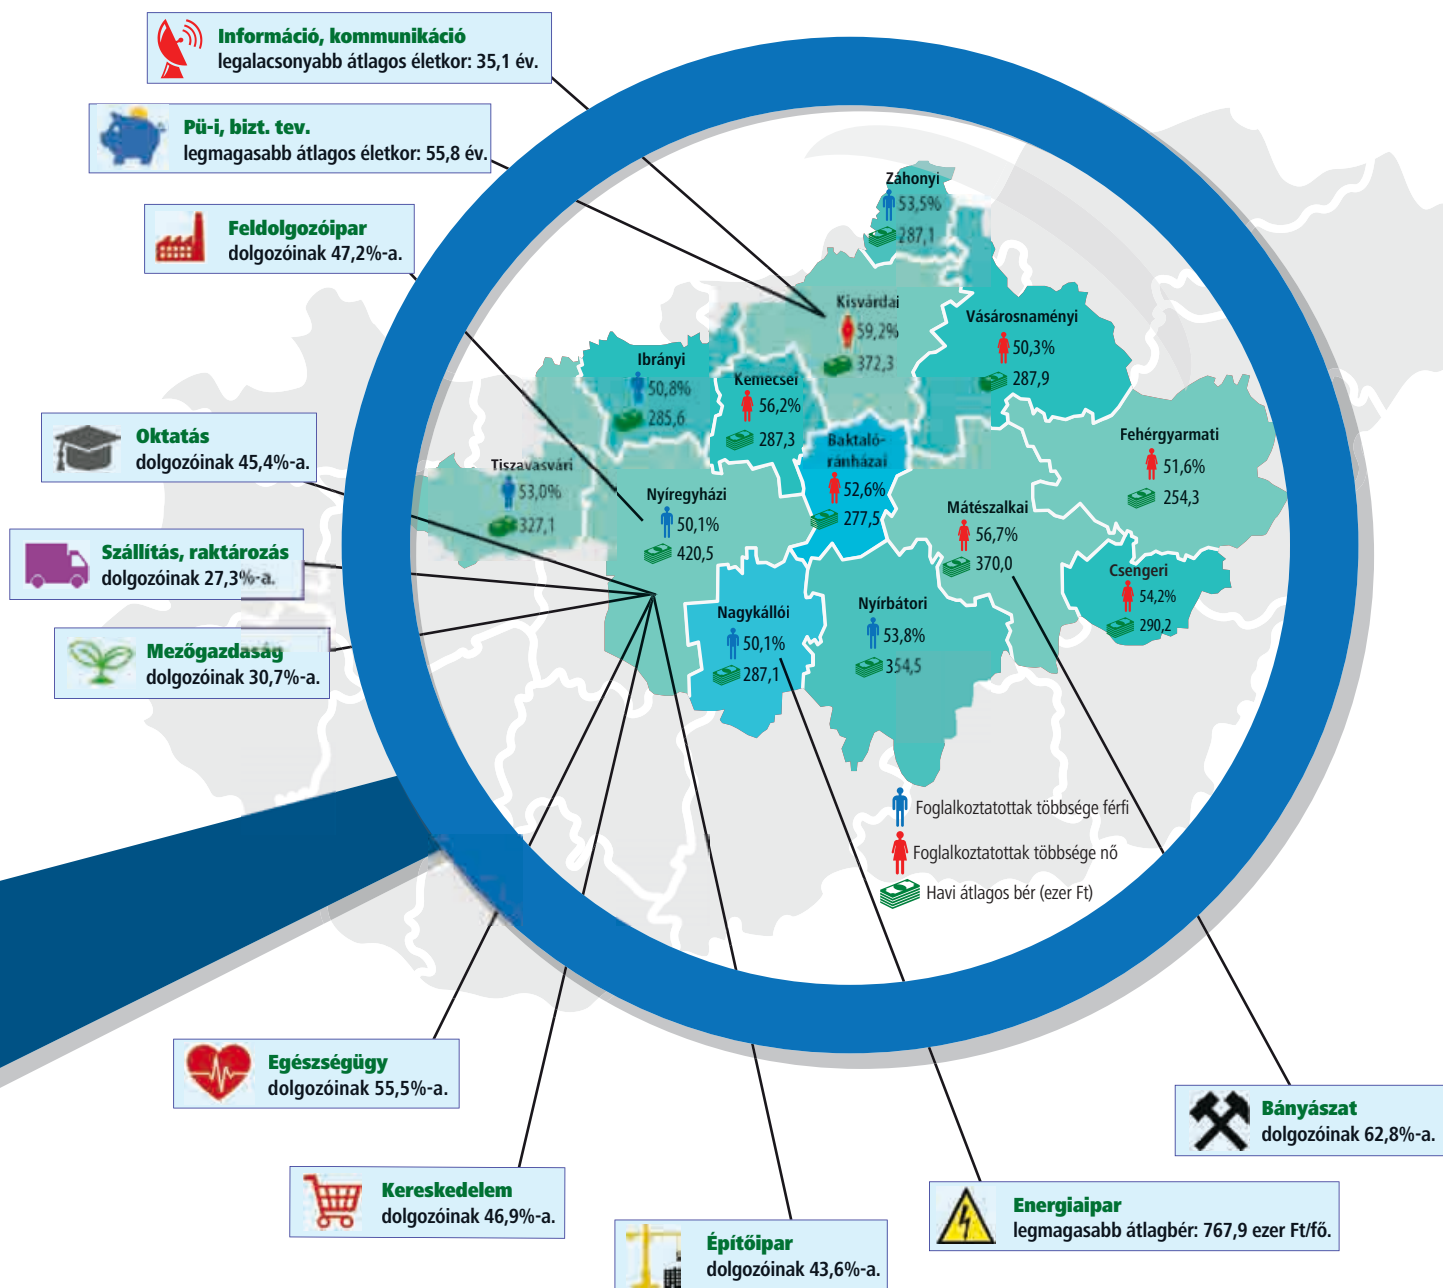 Információ, kommunikáció
legalacsonyabb átlagos életkor: 35,1 év.
Pü-i, bizt. tev.
legmagasabb átlagos életkor: 55,8 év.
Feldolgozóipar
dolgozóinak 47,2%-a.
Oktatás
dolgozóinak 45,4%-a.
Szállítás, raktározás
dolgozóinak 27,3%-a.
Mezőgazdaság
dolgozóinak 30,7%-a.
Záhonyi
53,5%
287,1
Kisvárdai
59,2%
372,3
Vásárosnaményi
50,3%
287,9
Ibrányi
50,8%
285,6
Kemecsei
56,2%
287,3
Baktaló-
ránházai
52,6%
277,5
Fehérgyarmati
51,6%
254,3
Tiszavasvári
53,0%
327,1
Nyíregyházi
50,1%
420,5
Mátészalkai
56,7%
370,0
Csengeri
54,2%
290,2
Nagykállói
50,1%
287,1
Nyírbátori
53,8%
354,5
Foglalkoztatottak többsége férfi
Foglalkoztatottak többsége nő
Havi átlagos bér (ezer Ft)
Egészségügy
dolgozóinak 55,5%-a.
Kereskedelem
dolgozóinak 46,9%-a.
Építőipar
dolgozóinak 43,6%-a.
Energiaipar
legmagasabb átlagbér: 767,9 ezer Ft/fő.
Bányászat
dolgozóinak 62,8%-a.